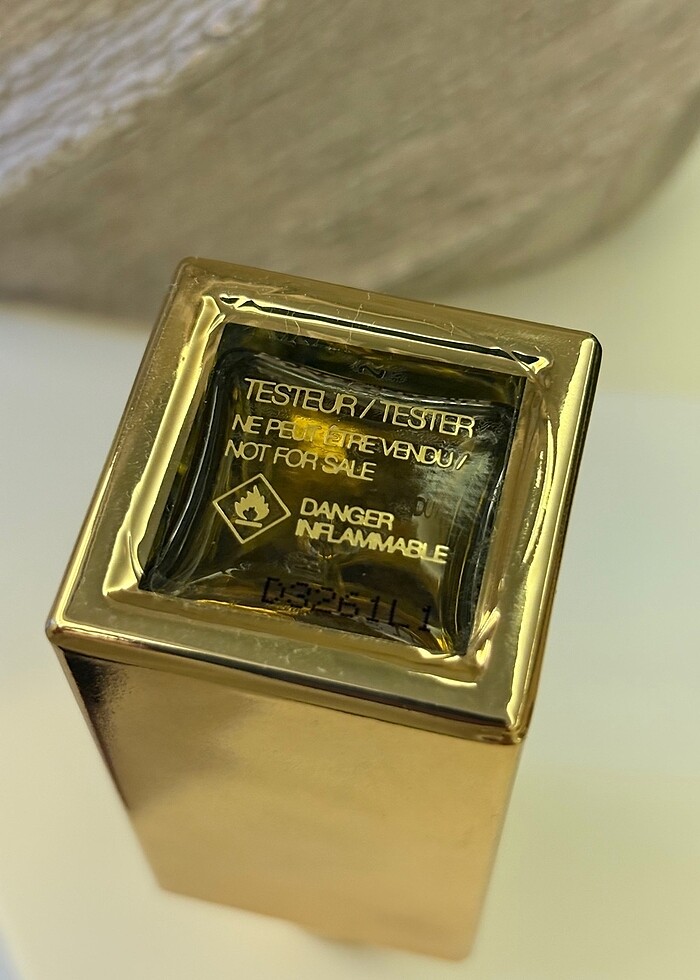 TESTEUR / TESTER
NE PEUT ÊTRE VENDU /
NOT FOR SALE
DANGER
INFLAMMABLE
D3261L1